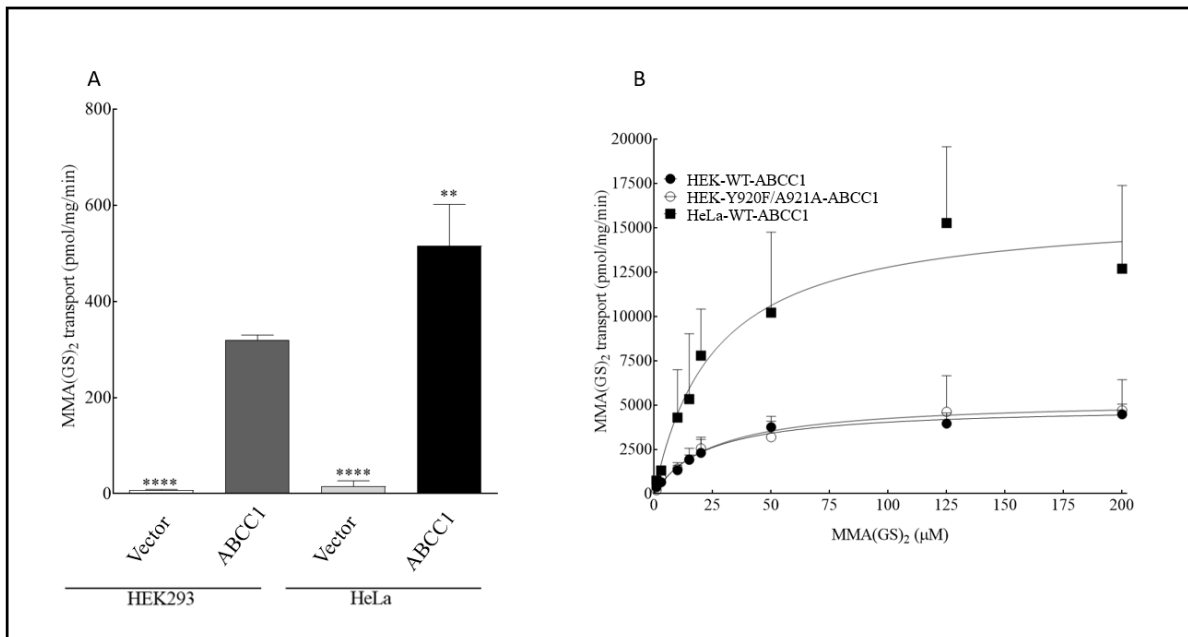 A
MMA(GS)₂ transport (pmol/mg/min)
800
600
400
200
0
****
****
**
Vector
ABCC1
Vector
ABCC1
HEK293
HeLa
B
MMA(GS)₂ transport (pmol/mg/min)
20000
17500
15000
12500
10000
7500
5000
2500
0
HEK-WT-ABCC1
HEK-Y920F/A921A-ABCC1
HeLa-WT-ABCC1
0
25
50
75
100
125
150
175
200
MMA(GS)₂ (μM)